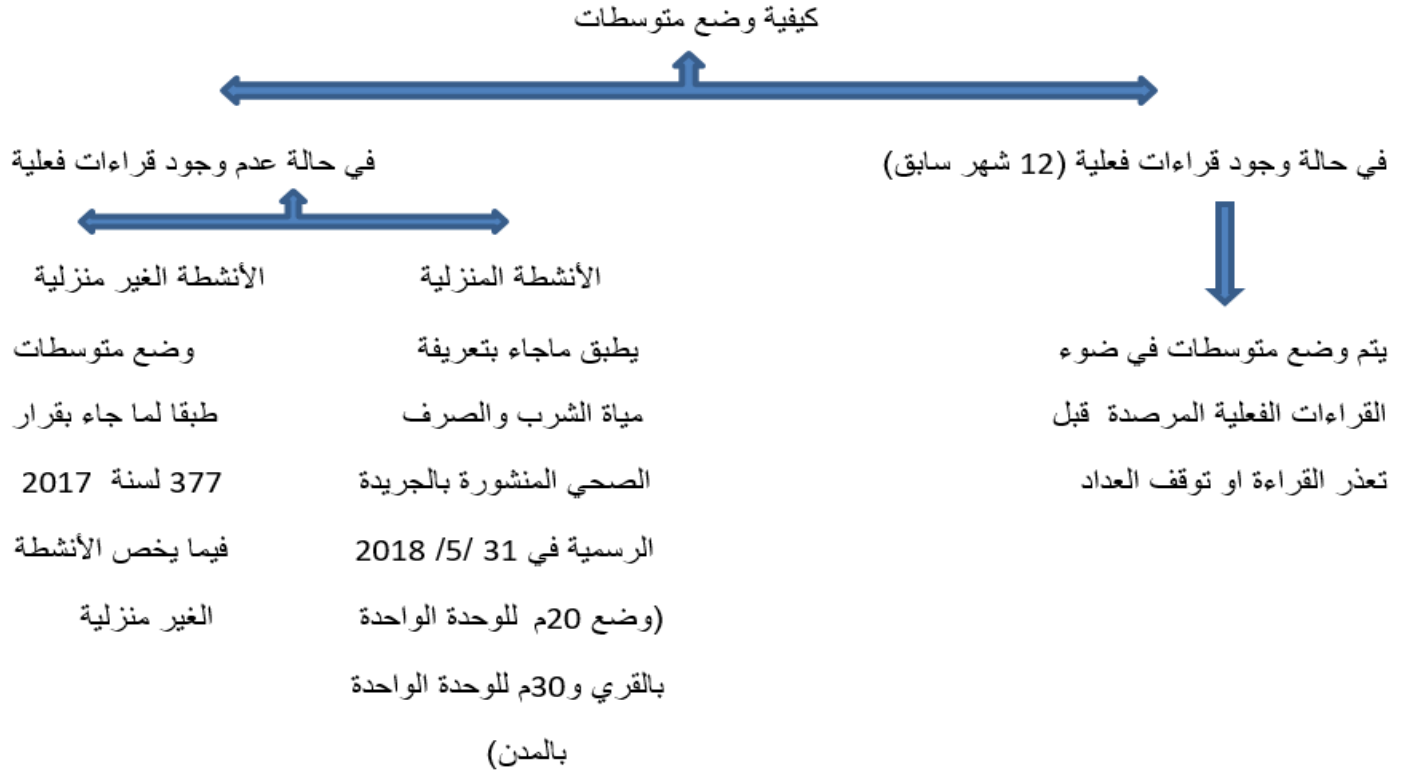 كيفية وضع متوسطات
في حالة وجود قراءات فعلية (12 شهر سابق)
يتم وضع متوسطات في ضوء
القراءات الفعلية المرصدة قبل
تعذر القراءة او توقف العداد
في حالة عدم وجود قراءات فعلية
الأنشطة المنزلية
يطبق ماجاء بتعريفة
مياة الشرب والصرف
الصحي المنشورة بالجريدة
الرسمية في 31 /5/ 2018
(وضع 20م للوحدة الواحدة
بالقري و30م للوحدة الواحدة
بالمدن)
الأنشطة الغير منزلية
وضع متوسطات
طبقا لما جاء بقرار
377 لسنة 2017
فيما يخص الأنشطة
الغير منزلية